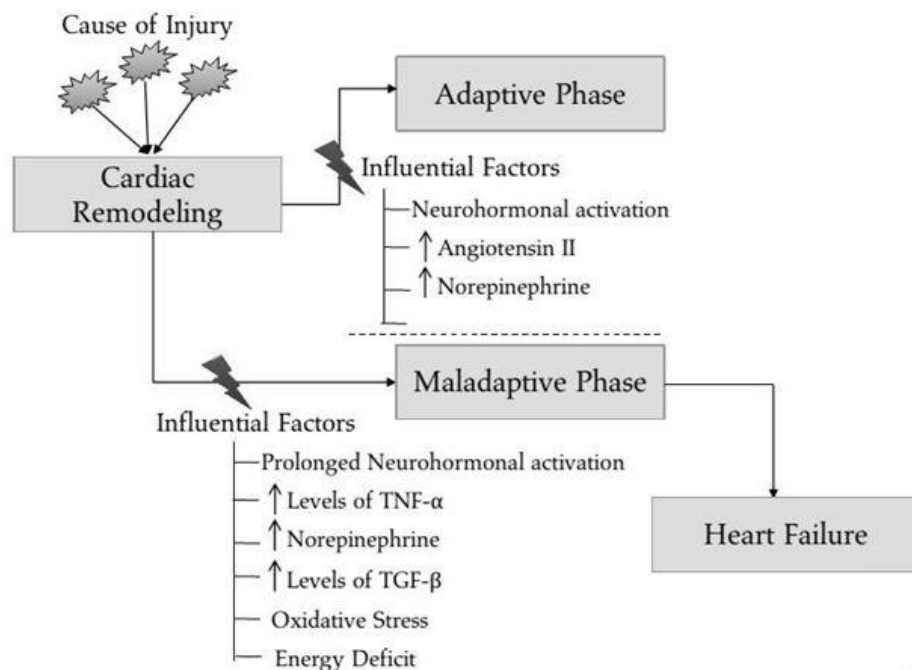 Cause of Injury
Adaptive Phase
Cardiac
Remodeling
Influential Factors
Neurohormonal activation
↑ Angiotensin II
↑ Norepinephrine
Maladaptive Phase
Influential Factors
Prolonged Neurohormonal activation
↑ Levels of TNF-α
↑ Norepinephrine
↑ Levels of TGF-β
Oxidative Stress
Energy Deficit
Heart Failure